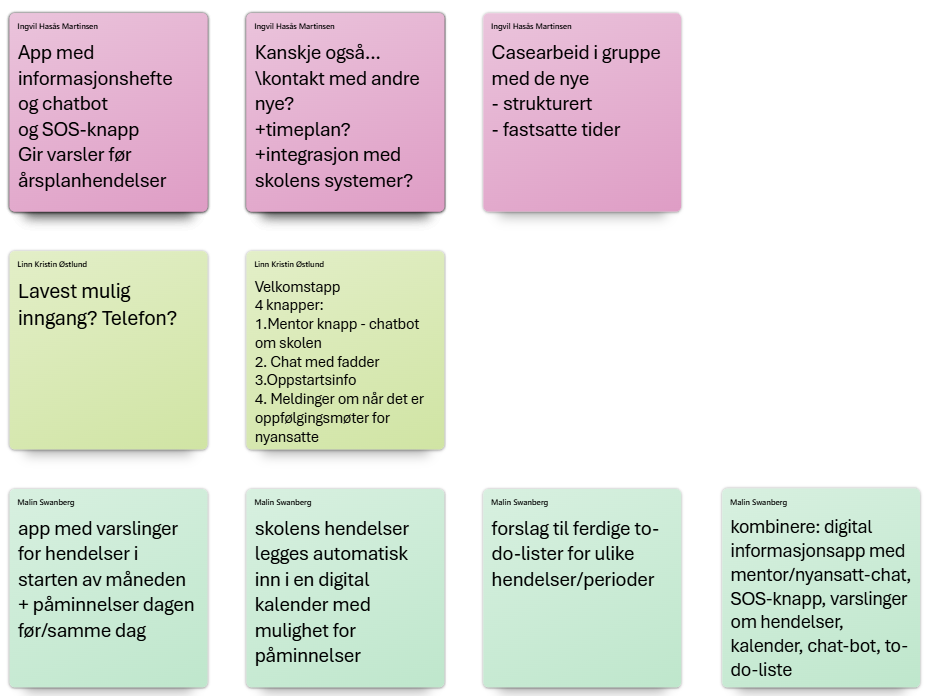 Ingvil Hasås Martinsen
App med
informasjonshefte
og chatbot
og SOS-knapp
Gir varsler før
årsplanhendelser
Ingvil Hasås Martinsen
Kanskje også...
\kontakt med andre
nye?
+timeplan?
+integrasjon med
skolens systemer?
Ingvil Hasås Martinsen
Casearbeid i gruppe
med de nye
- strukturert
- fastsatte tider
Linn Kristin Østlund
Lavest mulig
inngang? Telefon?
Linn Kristin Østlund
Velkomstapp
4 knapper:
1.Mentor knapp - chatbot
om skolen
2. Chat med fadder
3.Oppstartsinfo
4. Meldinger om når det er
oppfølgingsmøter for
nyansatte
Malin Swanberg
app med varslinger
for hendelser i
starten av måneden
+ påminnelser dagen
før/samme dag
Malin Swanberg
skolens hendelser
legges automatisk
inn i en digital
kalender med
mulighet for
påminnelser
Malin Swanberg
forslag til ferdige to-
do-lister for ulike
hendelser/perioder
Malin Swanberg
kombinere: digital
informasjonsapp med
mentor/nyansatt-chat,
SOS-knapp, varslinger
om hendelser,
kalender, chat-bot, to-
do-liste